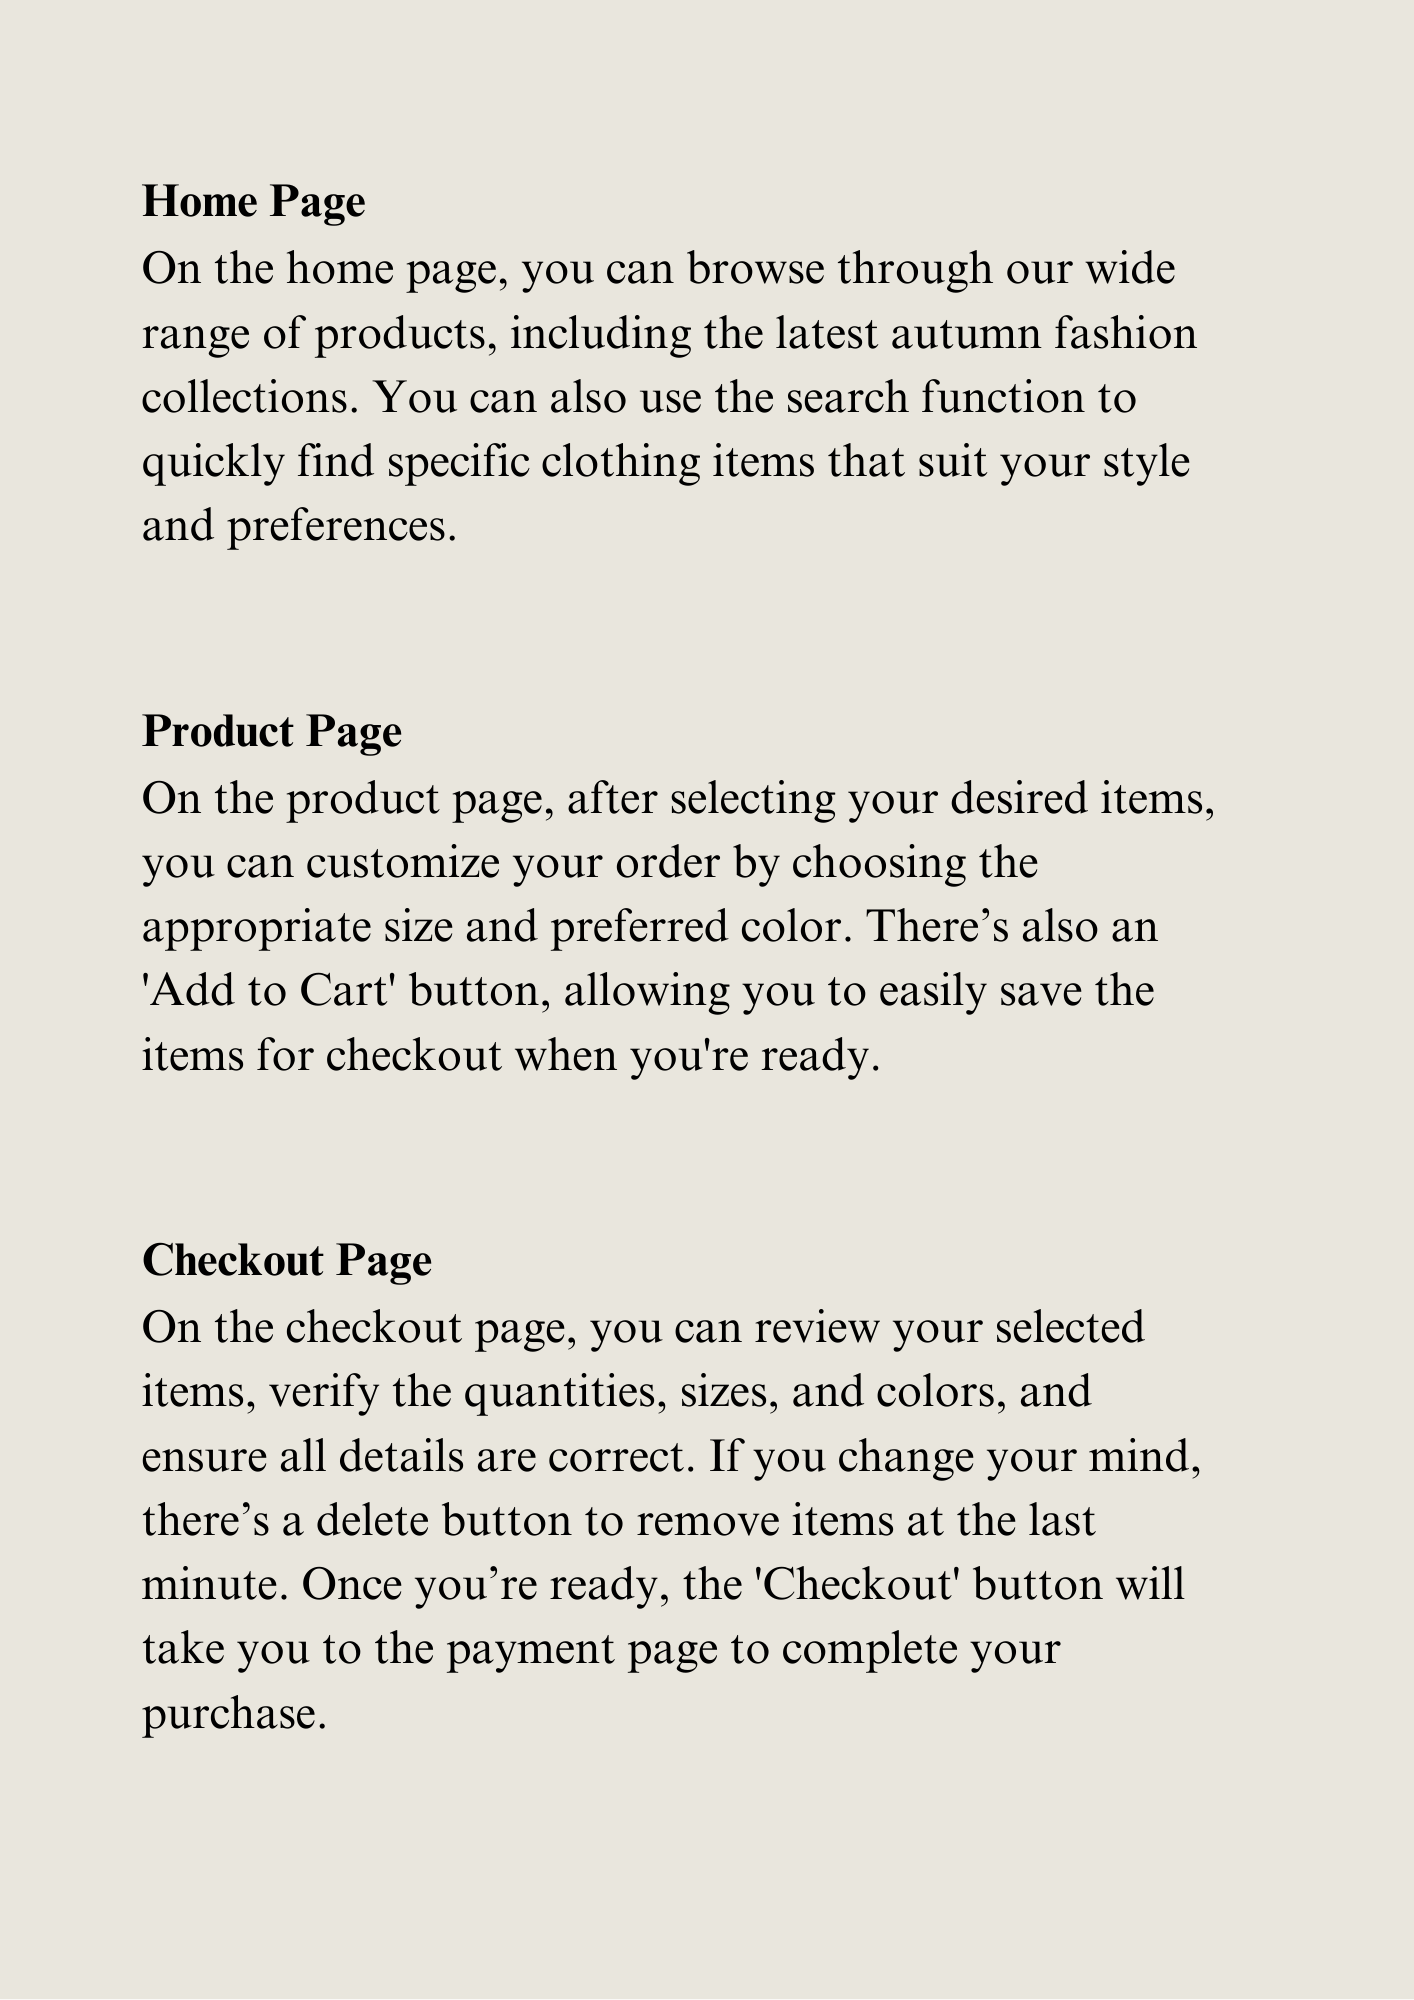 Home Page
On the home page, you can browse through our wide
range of products, including the latest autumn fashion
collections. You can also use the search function to
quickly find specific clothing items that suit your style
and preferences.
Product Page
On the product page, after selecting your desired items,
you can customize your order by choosing the
appropriate size and preferred color. There’s also an
'Add to Cart' button, allowing you to easily save the
items for checkout when you're ready.
Checkout Page
On the checkout page, you can review your selected
items, verify the quantities, sizes, and colors, and
ensure all details are correct. If you change your mind,
there’s a delete button to remove items at the last
minute. Once you’re ready, the 'Checkout' button will
take you to the payment page to complete your
purchase.